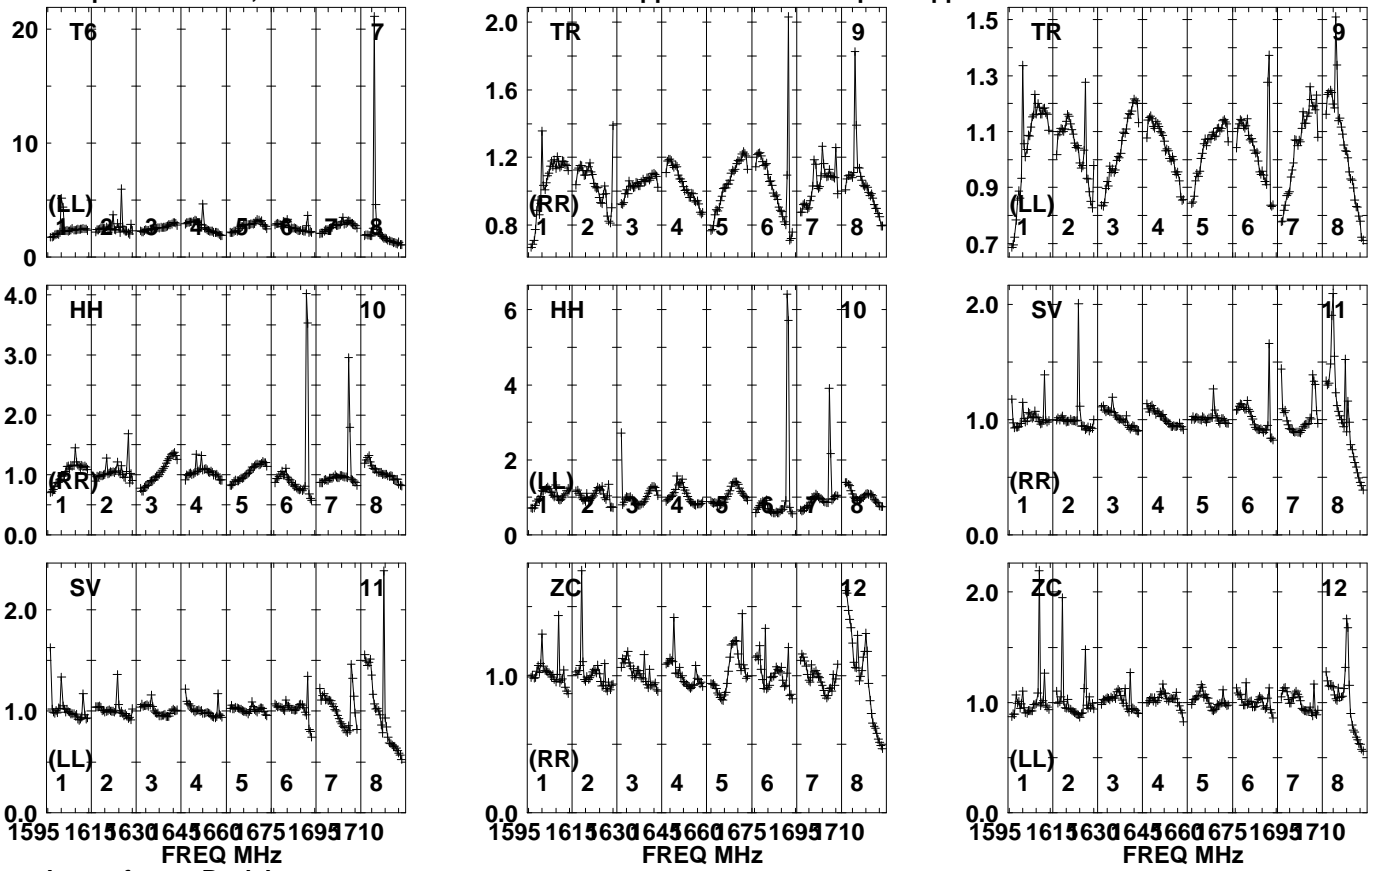 T6 7
20
10
0
(LL)
1 2 3 4 5 6 7 8
TR 9
2.0
1.6
1.2
0.8
(RR)
1 2 3 4 5 6 7 8
TR 9
1.5
1.3
1.1
0.9
0.7
(LL)
1 2 3 4 5 6 7 8
HH 10
4.0
3.0
2.0
1.0
0.0
(RR)
1 2 3 4 5 6 7 8
HH 10
6
4
2
0
(LL)
1 2 3 4 5 6 7 8
SV 11
2.0
1.0
0.0
(RR)
1 2 3 4 5 6 7 8
SV 11
2.0
1.0
0.0
(LL)
1 2 3 4 5 6 7 8
1595 1615 1630 1645 1660 1675 1695 1710
FREQ MHz
ZC 12
1.0
0.0
(RR)
1 2 3 4 5 6 7 8
1595 1615 1630 1645 1660 1675 1695 1710
FREQ MHz
ZC 12
2.0
1.0
0.0
(LL)
1 2 3 4 5 6 7 8
1595 1615 1630 1645 1660 1675 1695 1710
FREQ MHz